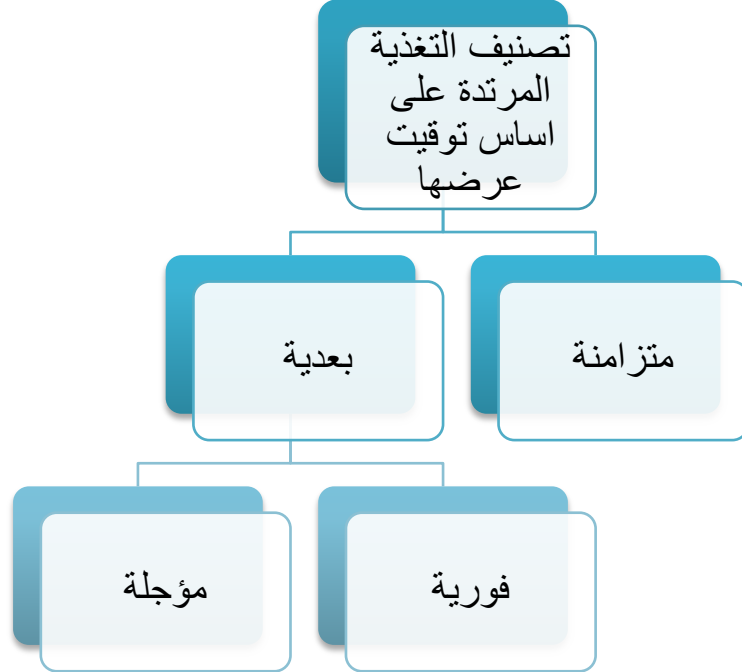 تصنيف التغذية
المرتدة على
اساس توقيت
عرضها
متزامنة
بعدية
فورية
مؤجلة